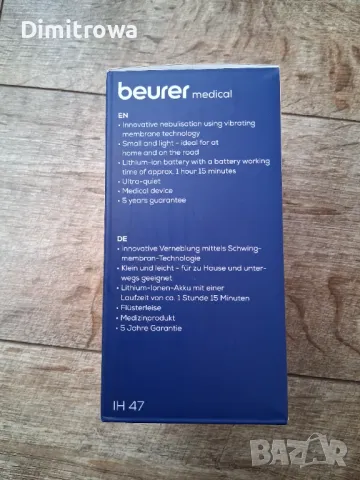 Dimitrowa
beurer medical
EN
• Innovative nebulisation using vibrating
membrane technology
• Small and light - ideal for at
home and on the road
• Lithium-ion battery with a battery working
time of approx. 1 hour 15 minutes
• Ultra-quiet
• Medical device
• 5 years guarantee
DE
• Innovative Verneblung mittels Schwing-
membran-Technologie
• Klein und leicht - für zu Hause und unter-
wegs geeignet
• Lithium-Ionen-Akku mit einer
Laufzeit von ca. 1 Stunde 15 Minuten
• Flüsterleise
• Medizinprodukt
• 5 Jahre Garantie
IH 47
BAZAR